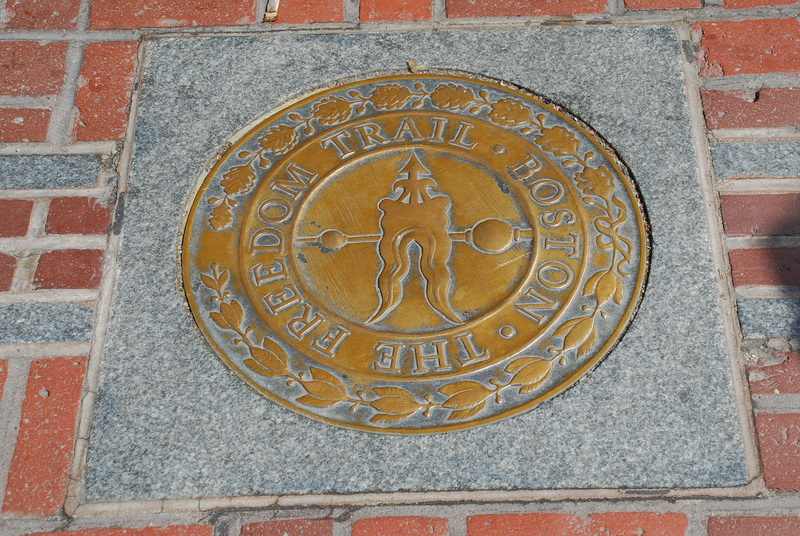 THE FREEDOM TRAIL · BOSTON ·